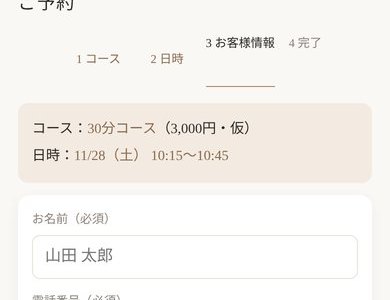 ご予約
1 コース
2 日時
3 お客様情報
4 完了
コース：30分コース（3,000円・仮）
日時：11/28（土） 10:15〜10:45
お名前（必須）
山田 太郎
電話番号（必須）